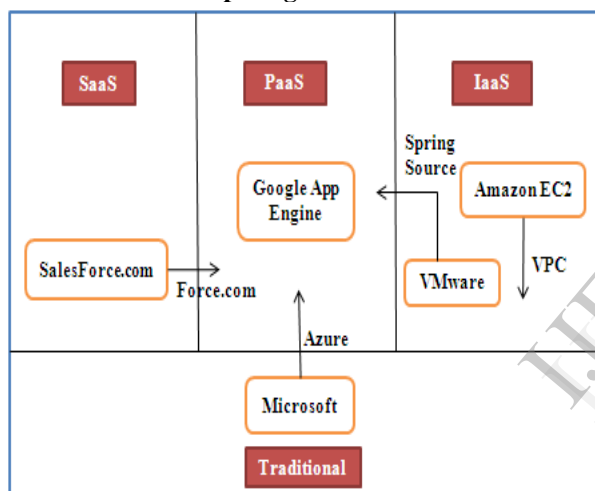 SaaS
PaaS
IaaS
Spring
Source
Google App
Engine
Amazon EC2
SalesForce.com
Force.com
VMware
VPC
Azure
Microsoft
Traditional